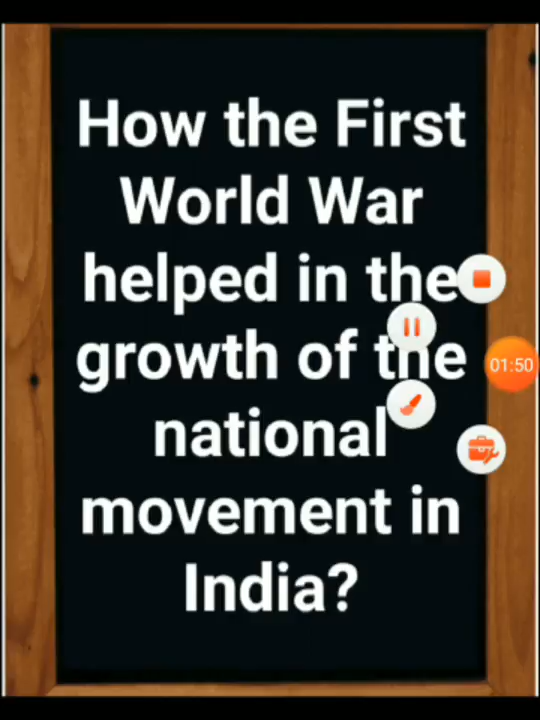 How the First
World War
helped in the
growth of the
01:50
national
movement in
India?